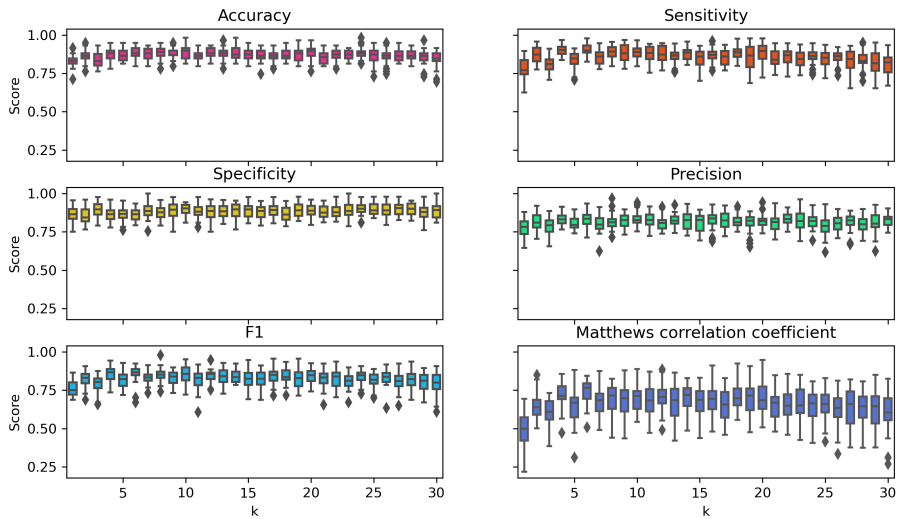 Accuracy
Sensitivity
1.00
0.75
0.50
0.25
Score
Specificity
Precision
1.00
0.75
0.50
0.25
Score
F1
Matthews correlation coefficient
1.00
0.75
0.50
0.25
Score
5 10 15 20 25 30
5 10 15 20 25 30
k
k